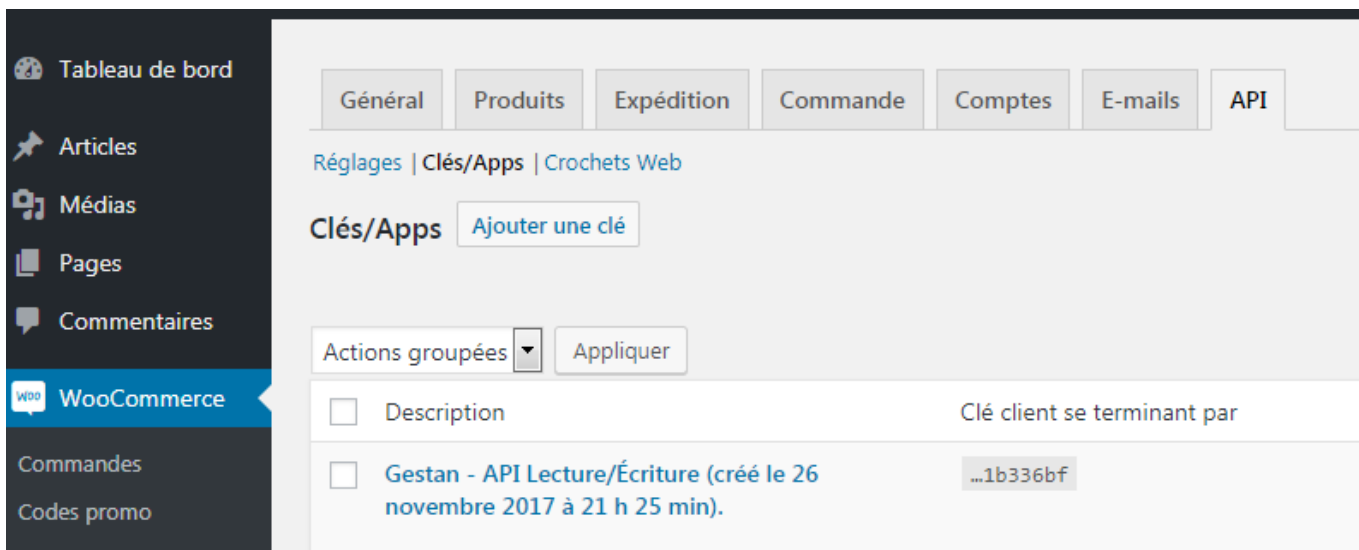 Tableau de bord
Articles
Médias
Pages
Commentaires
Woo WooCommerce
Commandes
Codes promo
Général Produits Expédition Commande Comptes E-mails API
Réglages | Clés/Apps | Crochets Web
Clés/Apps Ajouter une clé
Actions groupées Appliquer
Description Clé client se terminant par
Gestan - API Lecture/Écriture (créé le 26 …1b336bf
novembre 2017 à 21 h 25 min).